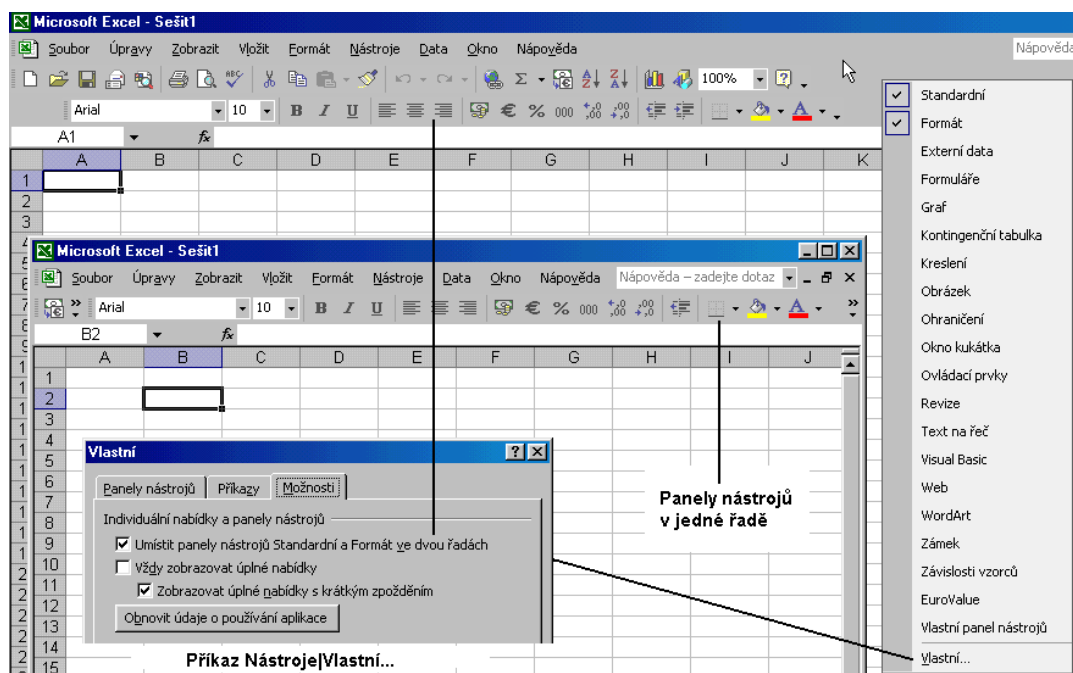 Microsoft Excel - Sešit1
Soubor Úpravy Zobrazit Vložit Formát Nástroje Data Okno Nápověda Nápověda
100%
Arial 10 B I U € % 000
A1 fx
A B C D E F G H I J K
1
2
3
Microsoft Excel - Sešit1
Soubor Úpravy Zobrazit Vložit Formát Nástroje Data Okno Nápověda Nápověda – zadejte dotaz
Arial 10 B I U € % 000
B2 fx
A B C D E F G H I J
1
2
3
4
5
6
7
8
9
10
11
12
13
14
15
Vlastní
Panely nástrojů Příkazy Možnosti
Individuální nabídky a panely nástrojů
Umístit panely nástrojů Standardní a Formát ve dvou řadách
Vždy zobrazovat úplné nabídky
Zobrazovat úplné nabídky s krátkým zpožděním
Obnovit údaje o používání aplikace
Příkaz Nástroje|Vlastní...
Panely nástrojů
v jedné řadě
Standardní
Formát
Externí data
Formuláře
Graf
Kontingenční tabulka
Kreslení
Obrázek
Ohraničení
Okno kukátka
Ovládací prvky
Revize
Text na řeč
Visual Basic
Web
WordArt
Zámek
Závislosti vzorců
EuroValue
Vlastní panel nástrojů
Vlastní...